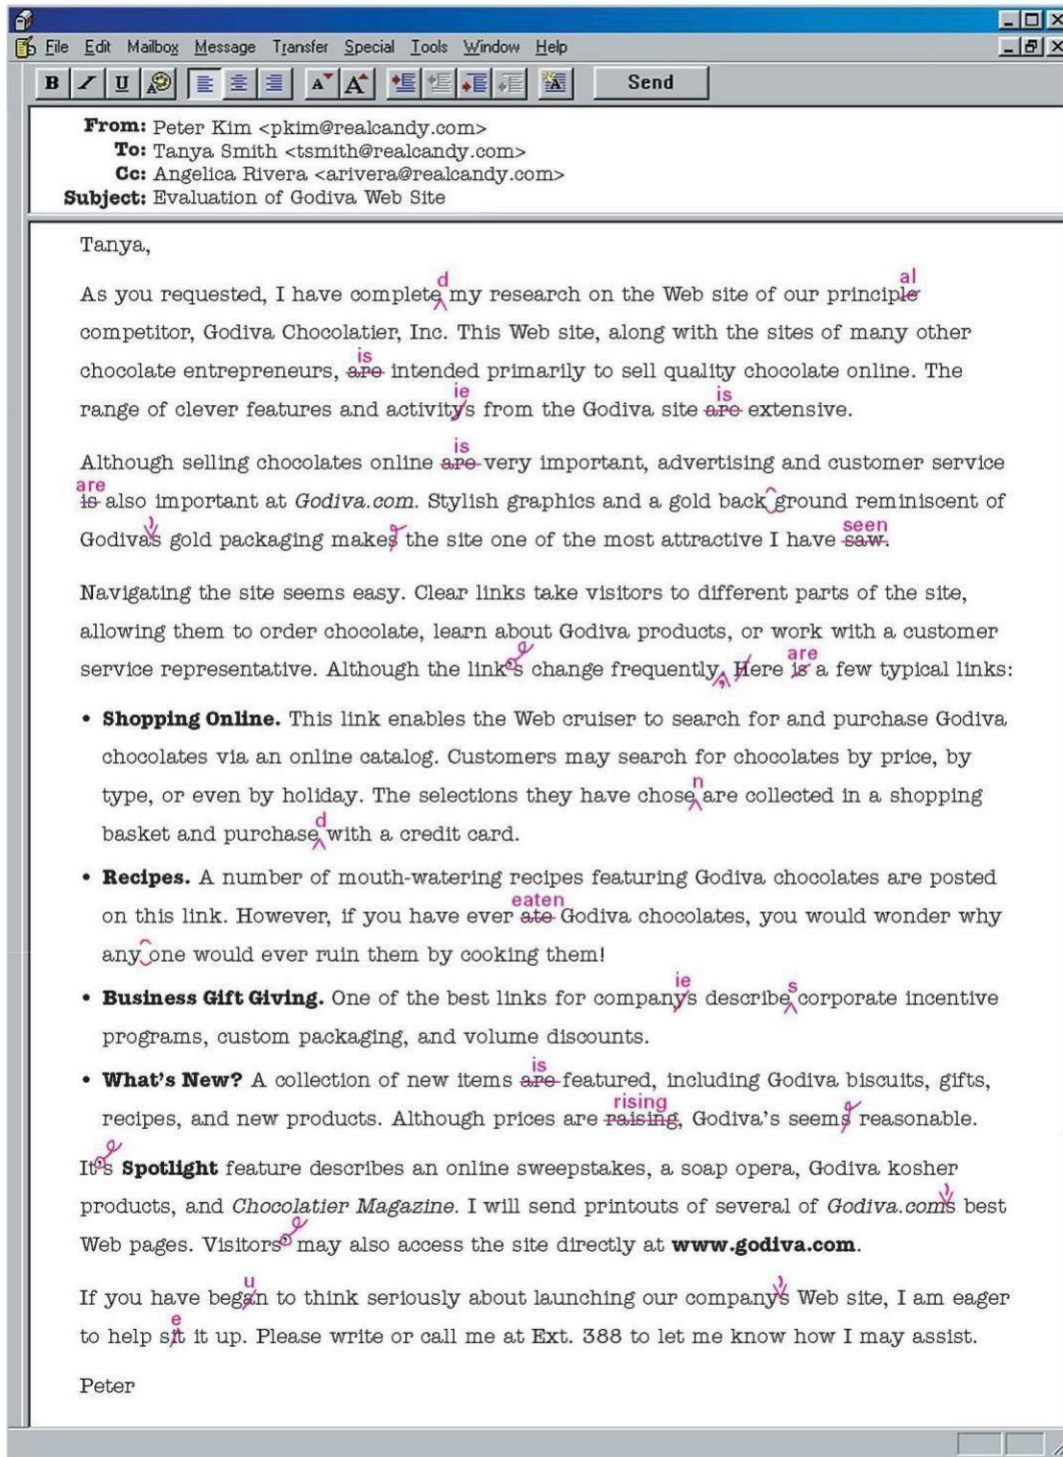 File Edit Mailbox Message Transfer Special Tools Window Help
B I U A A A A Send
From: Peter Kim <pkim@realcandy.com>
To: Tanya Smith <tsmith@realcandy.com>
Cc: Angelica Rivera <arivera@realcandy.com>
Subject: Evaluation of Godiva Web Site
Tanya,
d al
As you requested, I have complete my research on the Web site of our principle
competitor, Godiva Chocolatier, Inc. This Web site, along with the sites of many other
is
chocolate entrepreneurs, are intended primarily to sell quality chocolate online. The
ie is
range of clever features and activitys from the Godiva site are extensive.
is
Although selling chocolates online are very important, advertising and customer service
are
is also important at Godiva.com. Stylish graphics and a gold back ground reminiscent of
seen
Godivas gold packaging makes the site one of the most attractive I have saw.
Navigating the site seems easy. Clear links take visitors to different parts of the site,
allowing them to order chocolate, learn about Godiva products, or work with a customer
are
service representative. Although the link's change frequently. Here is a few typical links:
• Shopping Online. This link enables the Web cruiser to search for and purchase Godiva
chocolates via an online catalog. Customers may search for chocolates by price, by
n
type, or even by holiday. The selections they have chose are collected in a shopping
d
basket and purchase with a credit card.
• Recipes. A number of mouth-watering recipes featuring Godiva chocolates are posted
eaten
on this link. However, if you have ever ate Godiva chocolates, you would wonder why
any one would ever ruin them by cooking them!
ie s
• Business Gift Giving. One of the best links for companys describe corporate incentive
programs, custom packaging, and volume discounts.
is
• What's New? A collection of new items are featured, including Godiva biscuits, gifts,
rising
recipes, and new products. Although prices are raising, Godiva's seems reasonable.
It's Spotlight feature describes an online sweepstakes, a soap opera, Godiva kosher
products, and Chocolatier Magazine. I will send printouts of several of Godiva.coms best
Web pages. Visitors' may also access the site directly at www.godiva.com.
u
If you have began to think seriously about launching our companys Web site, I am eager
e
to help sit it up. Please write or call me at Ext. 388 to let me know how I may assist.
Peter